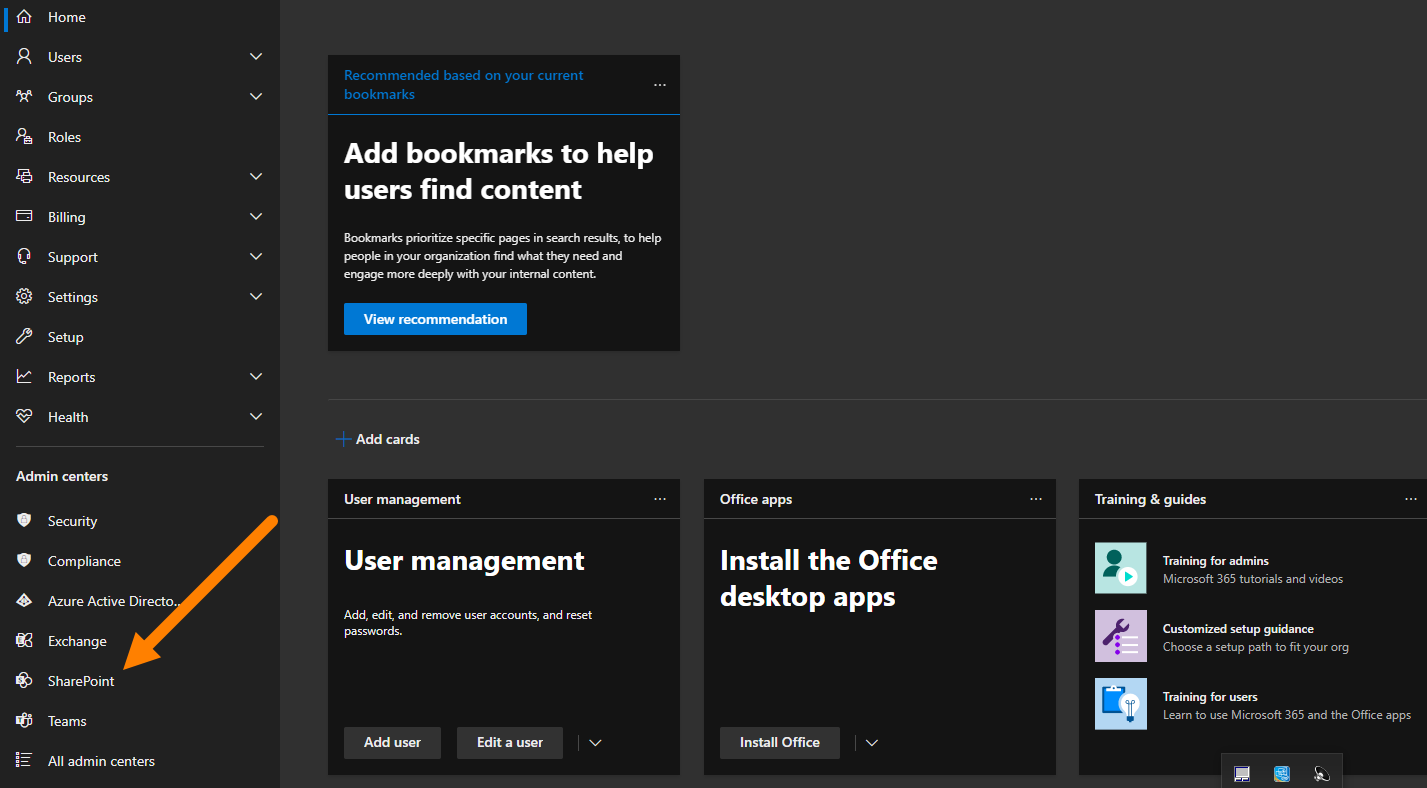 Home
Users
Groups
Roles
Resources
Billing
Support
Settings
Setup
Reports
Health
Admin centers
Security
Compliance
Azure Active Directo...
Exchange
SharePoint
Teams
All admin centers
Recommended based on your current
bookmarks
Add bookmarks to help
users find content
Bookmarks prioritize specific pages in search results, to help
people in your organization find what they need and
engage more deeply with your internal content.
View recommendation
Add cards
User management
User management
Add, edit, and remove user accounts, and reset
passwords.
Add user
Edit a user
Office apps
Install the Office
desktop apps
Install Office
Training & guides
Training for admins
Microsoft 365 tutorials and videos
Customized setup guidance
Choose a setup path to fit your org
Training for users
Learn to use Microsoft 365 and the Office apps